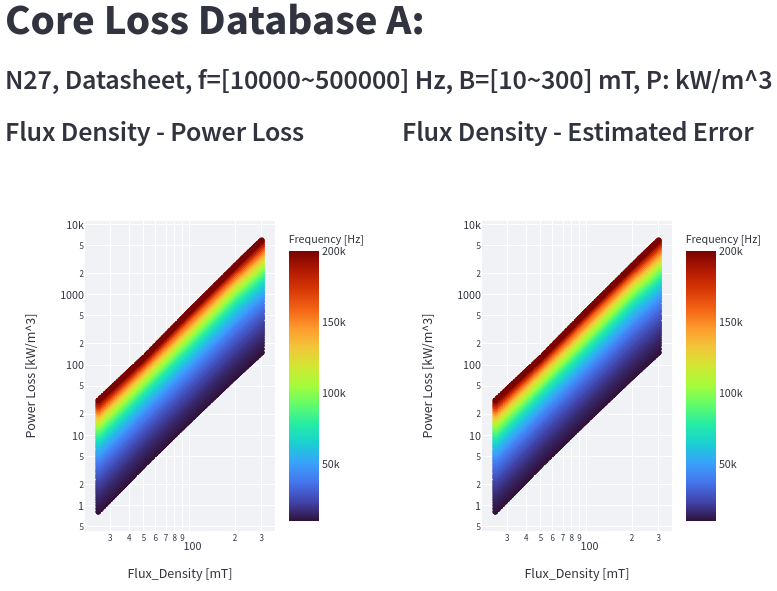 Core Loss Database A:
N27, Datasheet, f=[10000~500000] Hz, B=[10~300] mT, P: kW/m^3
Flux Density - Power Loss
Flux Density - Estimated Error
Frequency [Hz]
200k
150k
100k
50k
10k
5
2
1000
5
2
100
5
2
10
5
2
1
5
3
4
5
6
7
8
9
100
2
3
Power Loss [kW/m^3]
Flux_Density [mT]
Frequency [Hz]
200k
150k
100k
50k
10k
5
2
1000
5
2
100
5
2
10
5
2
1
5
3
4
5
6
7
8
9
100
2
3
Power Loss [kW/m^3]
Flux_Density [mT]